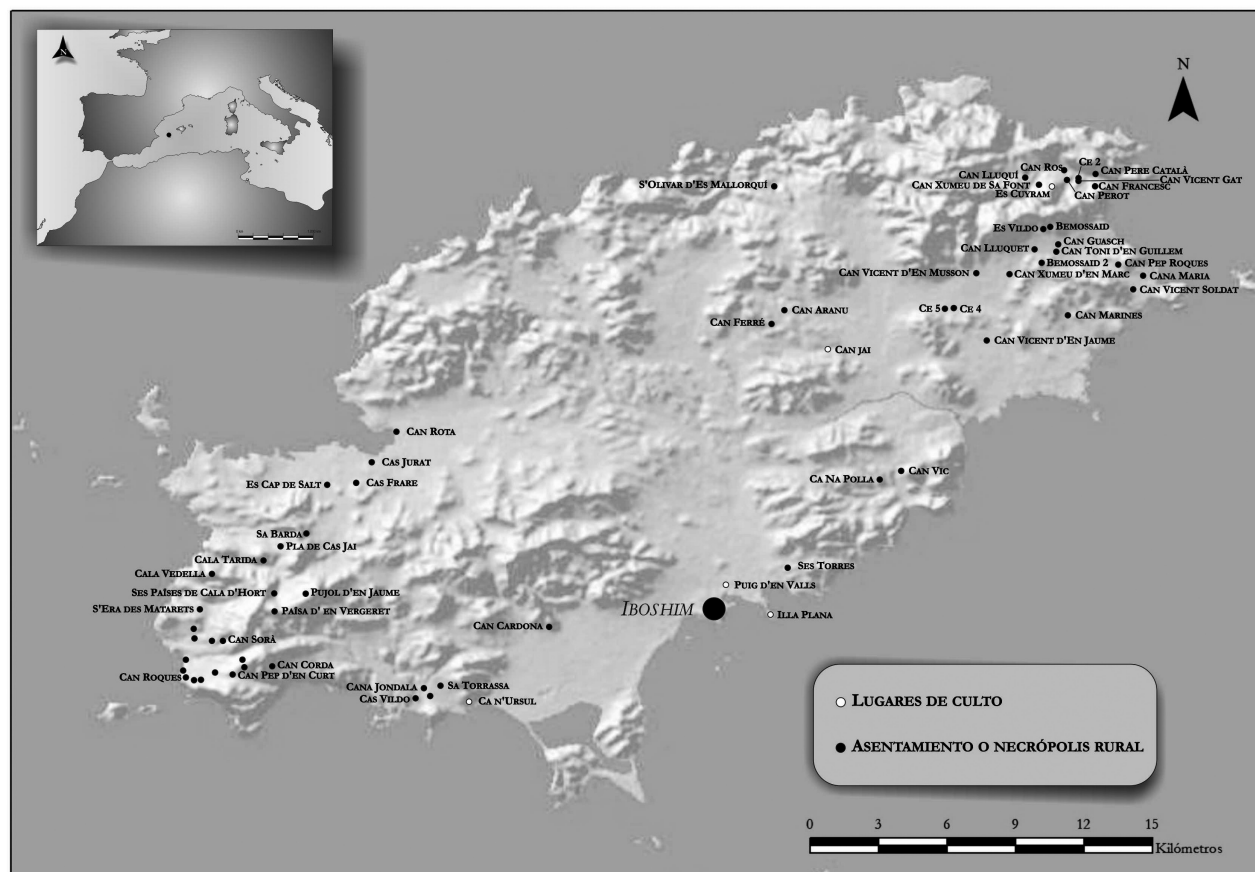 N
N
S'Olivar d'Es Mallorquí
Can Ros
Ce 2
Can Pere Català
Can Lluquí
Can Vicent Gat
Can Xumeu de Sa Font
Can Francesc
Es Cuyram
Can Perot
Es Vildo
Bemossaid
Can Guasch
Can Lluquet
Can Toni d'en Guillem
Bemossaid 2
Can Pep Roques
Can Vicent d'En Musson
Can Xumeu d'en Marc
Cana Maria
Can Vicent Soldat
Can Aranu
Ce 5
Ce 4
Can Marines
Can Ferré
Can Vicent d'En Jaume
Can jai
Can Rota
Cas Jurat
Can Vic
Es Cap de Salt
Cas Frare
Ca Na Polla
Sa Barda
Pla de Cas Jai
Cala Tarida
Ses Torres
Cala Vedella
Puig d'en Valls
Ses Països de Cala d'Hort
Pujol d'en Jaume
S'Era des Matarets
Païsa d' en Vergeret
Iboshim
Illa Plana
Can Cardona
Can Sorà
Can Corda
Can Roques
Can Pep d'en Curt
Cana Jondala
Sa Torrassa
Cas Vildo
Ca n'Ursul
Lugares de culto
Asentamiento o necrópolis rural
0 3 6 9 12 15
Kilómetros